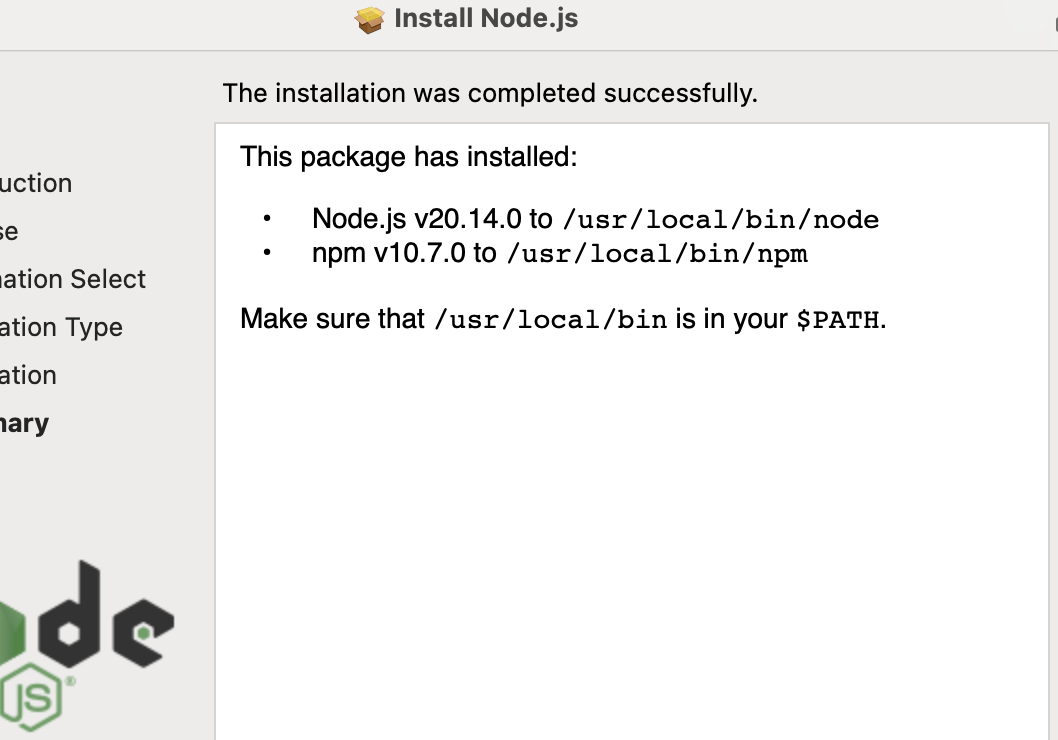 Install Node.js
The installation was completed successfully.
This package has installed:
• Node.js v20.14.0 to /usr/local/bin/node
• npm v10.7.0 to /usr/local/bin/npm
Make sure that /usr/local/bin is in your $PATH.
uction
se
ation Select
ation Type
ation
nary
de
JS®